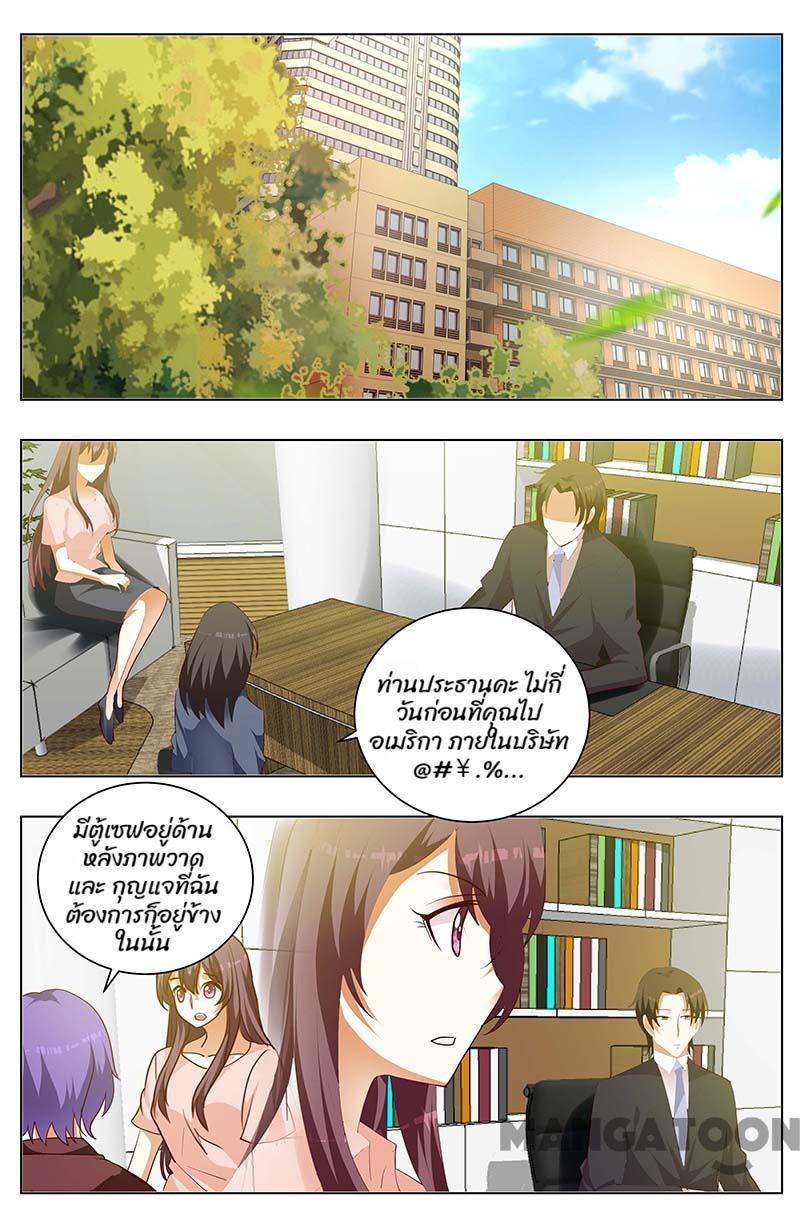 ท่านประธานคะ ไม่กี่
วันก่อนที่คุณไป
อเมริกา ภายในบริษัท
@#￥.%...
มีตู้เซฟอยู่ด้าน
หลังภาพวาด
และ กุญแจที่ฉัน
ต้องการก็อยู่ข้าง
ในนั้น
MANGATOON